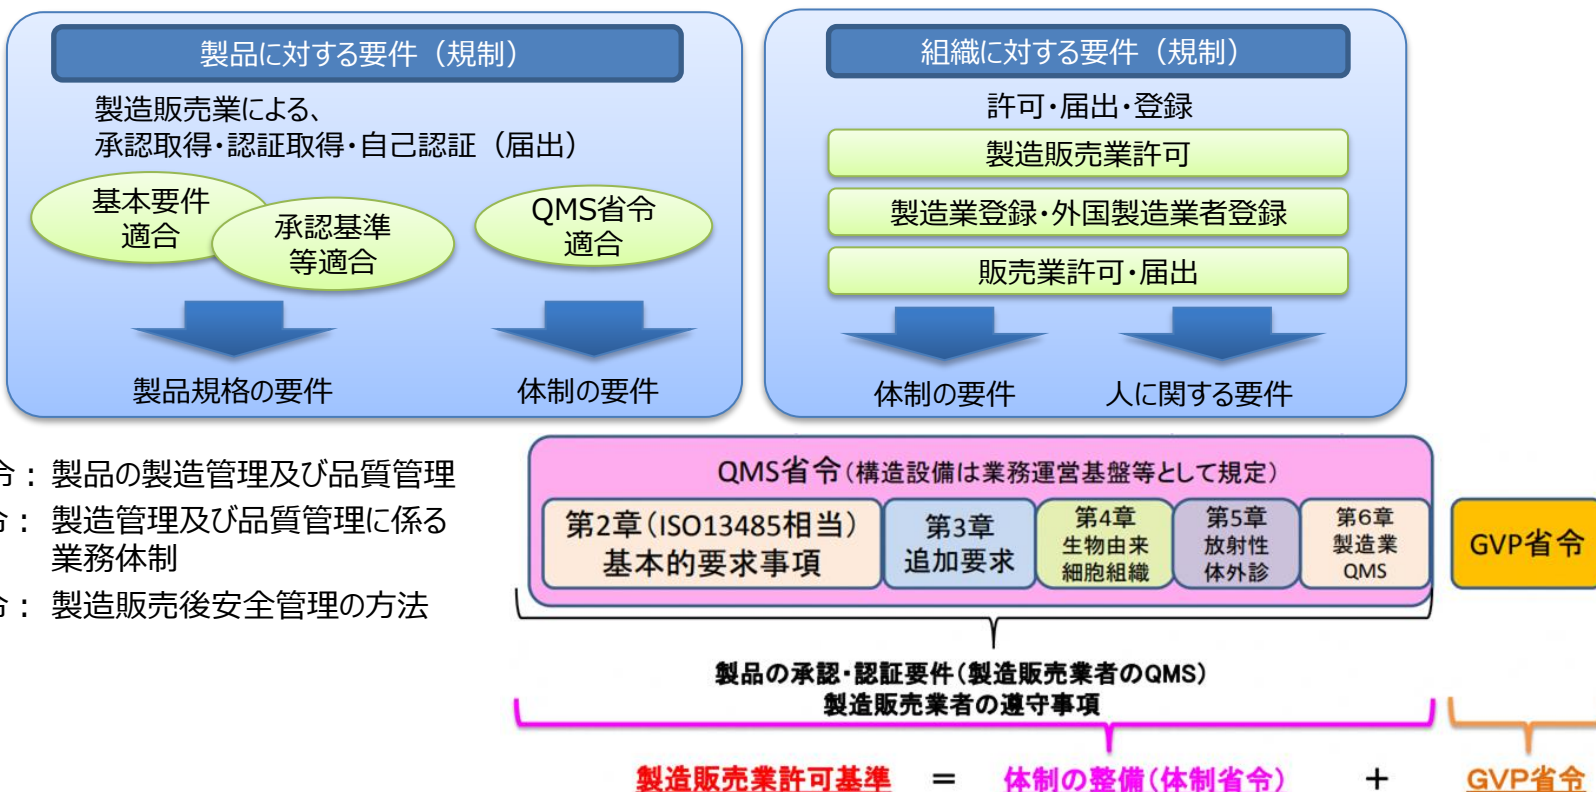 製品に対する要件（規制）
製造販売業による、
承認取得・認証取得・自己認証（届出）
基本要件
適合
承認基準
等適合
QMS省令
適合
製品規格の要件
体制の要件
組織に対する要件（規制）
許可・届出・登録
製造販売業許可
製造業登録・外国製造業者登録
販売業許可・届出
体制の要件
人に関する要件
令： 製品の製造管理及び品質管理
令： 製造管理及び品質管理に係る
業務体制
令： 製造販売後安全管理の方法
QMS省令（構造設備は業務運営基盤等として規定）
第2章（ISO13485相当）
基本的要求事項
第3章
追加要求
第4章
生物由来
細胞組織
第5章
放射性
体外診
第6章
製造業
QMS
GVP省令
製品の承認・認証要件（製造販売業者のQMS）
製造販売業者の遵守事項
製造販売業許可基準 ＝ 体制の整備（体制省令） ＋ GVP省令